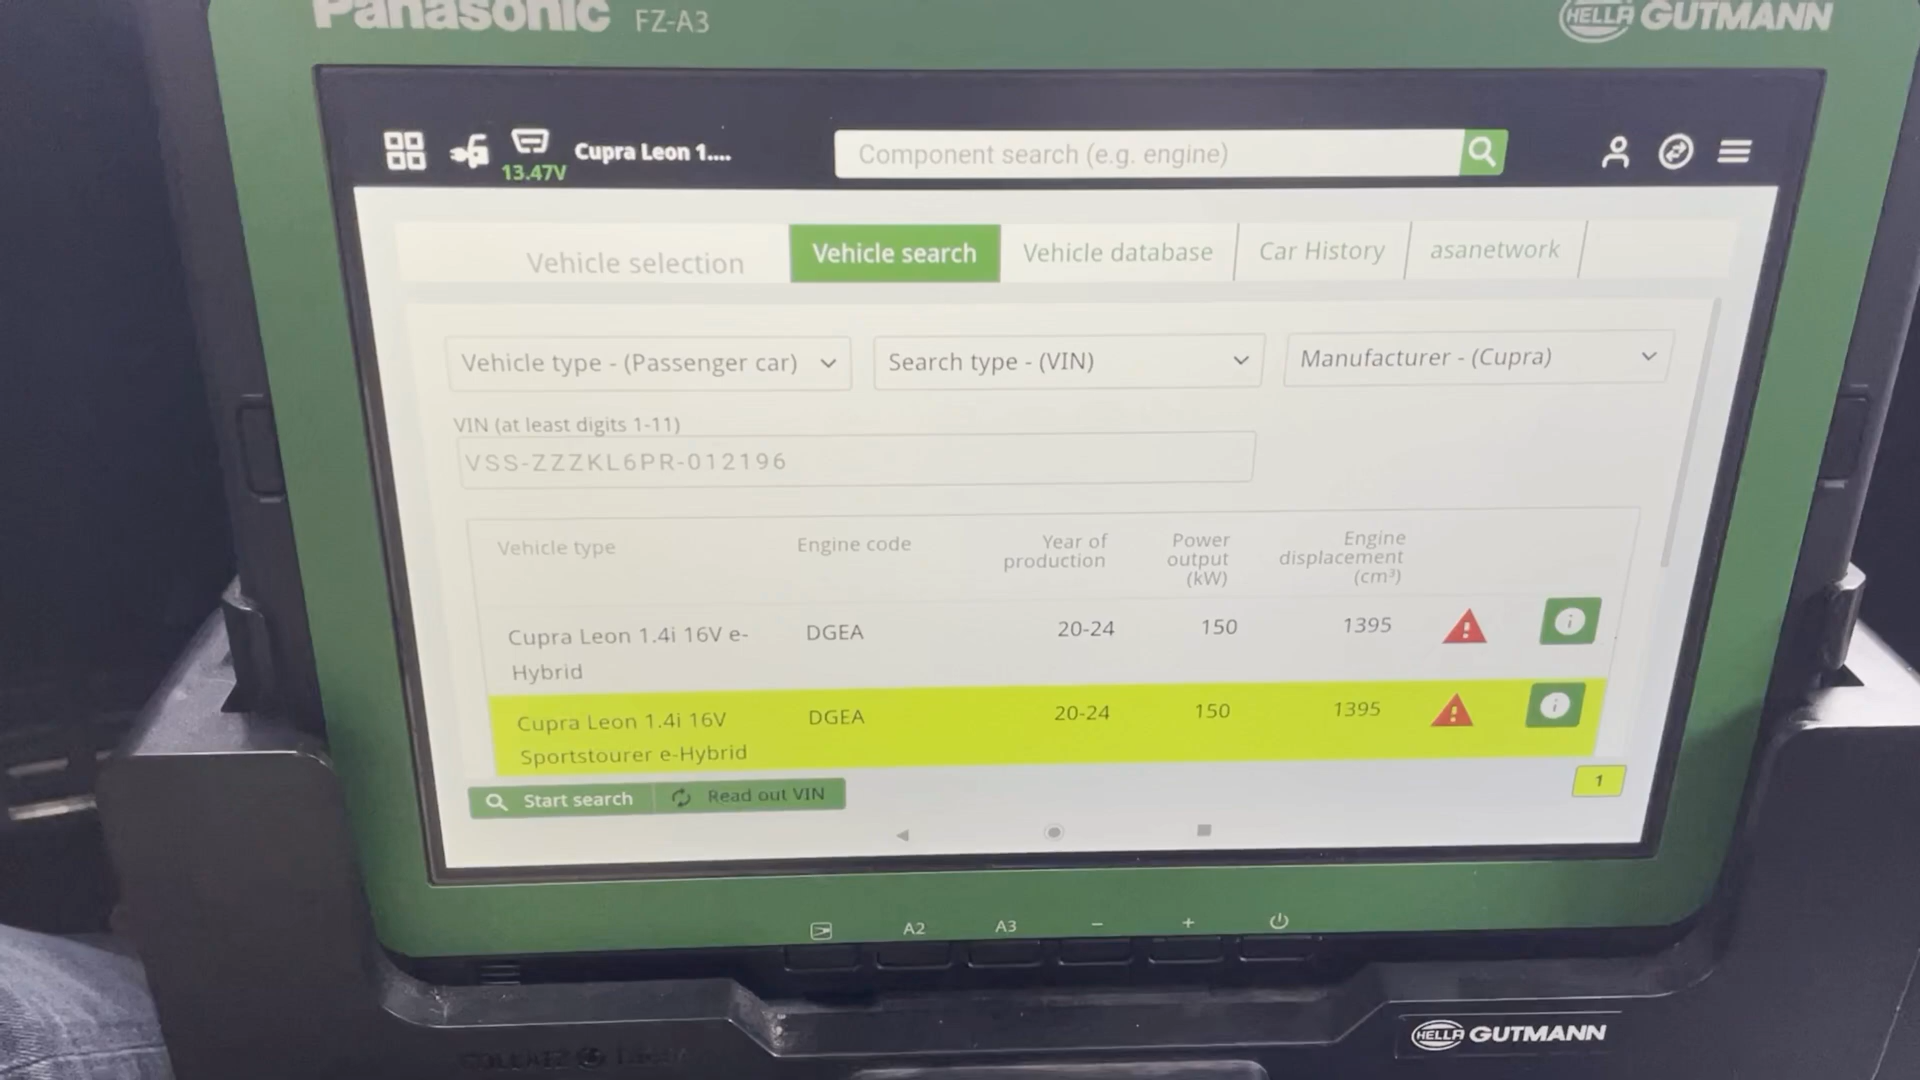 Panasonic FZ-A3
HELLA GUTMANN
13.47V
Cupra Leon 1....
Component search (e.g. engine)
Vehicle selection
Vehicle search
Vehicle database
Car History
asanetwork
Vehicle type - (Passenger car)
Search type - (VIN)
Manufacturer - (Cupra)
VIN (at least digits 1-11)
VSS-ZZZKL6PR-012196
Vehicle type
Engine code
Year of
production
Power
output
(kW)
Engine
displacement
(cm³)
Cupra Leon 1.4i 16V e-
Hybrid
DGEA
20-24
150
1395
Cupra Leon 1.4i 16V
Sportstourer e-Hybrid
DGEA
20-24
150
1395
Start search
Read out VIN
1
A2
A3
HELLA GUTMANN